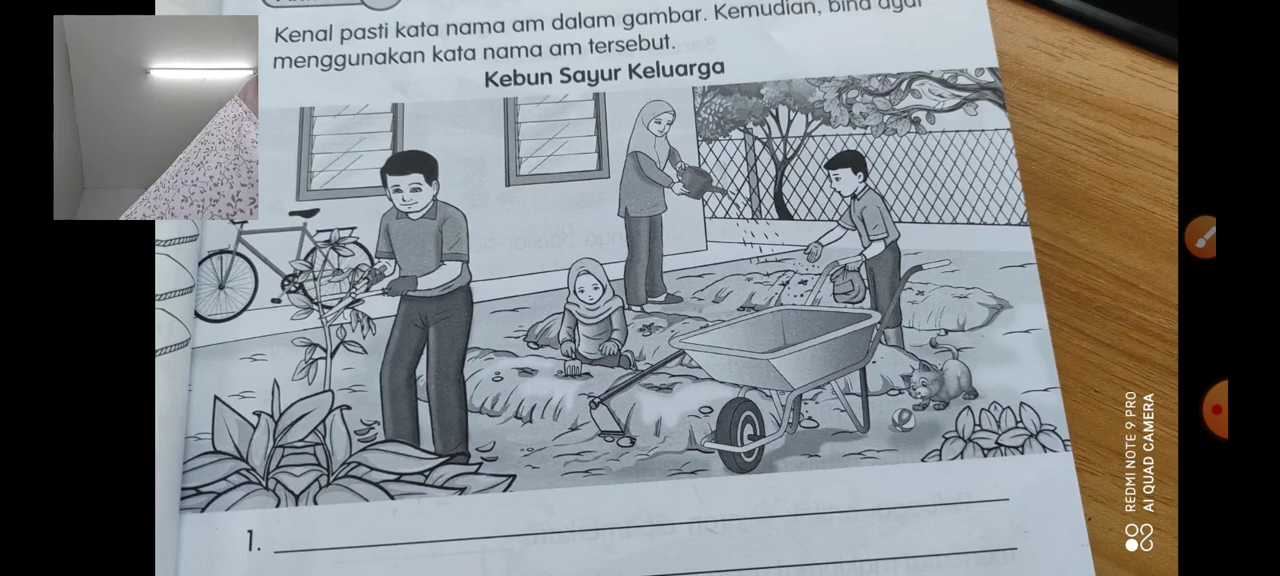 Kenal pasti kata nama am dalam gambar. Kemudian, bina ayat
menggunakan kata nama am tersebut.
Kebun Sayur Keluarga
1.
REDMI NOTE 9 PRO
AI QUAD CAMERA